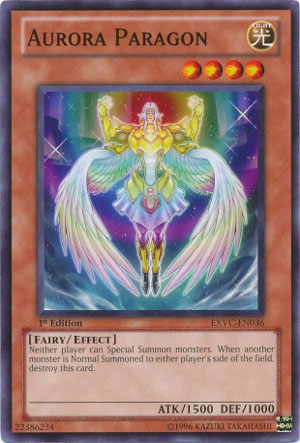 AURORA PARAGON
LIGHT
光
1st Edition
EXVC-EN036
[FAIRY/EFFECT]
Neither player can Special Summon monsters. When another
monster is Normal Summoned to either player's side of the field,
destroy this card.
ATK/1500 DEF/1000
22386234
©1996 KAZUKI TAKAHASHI